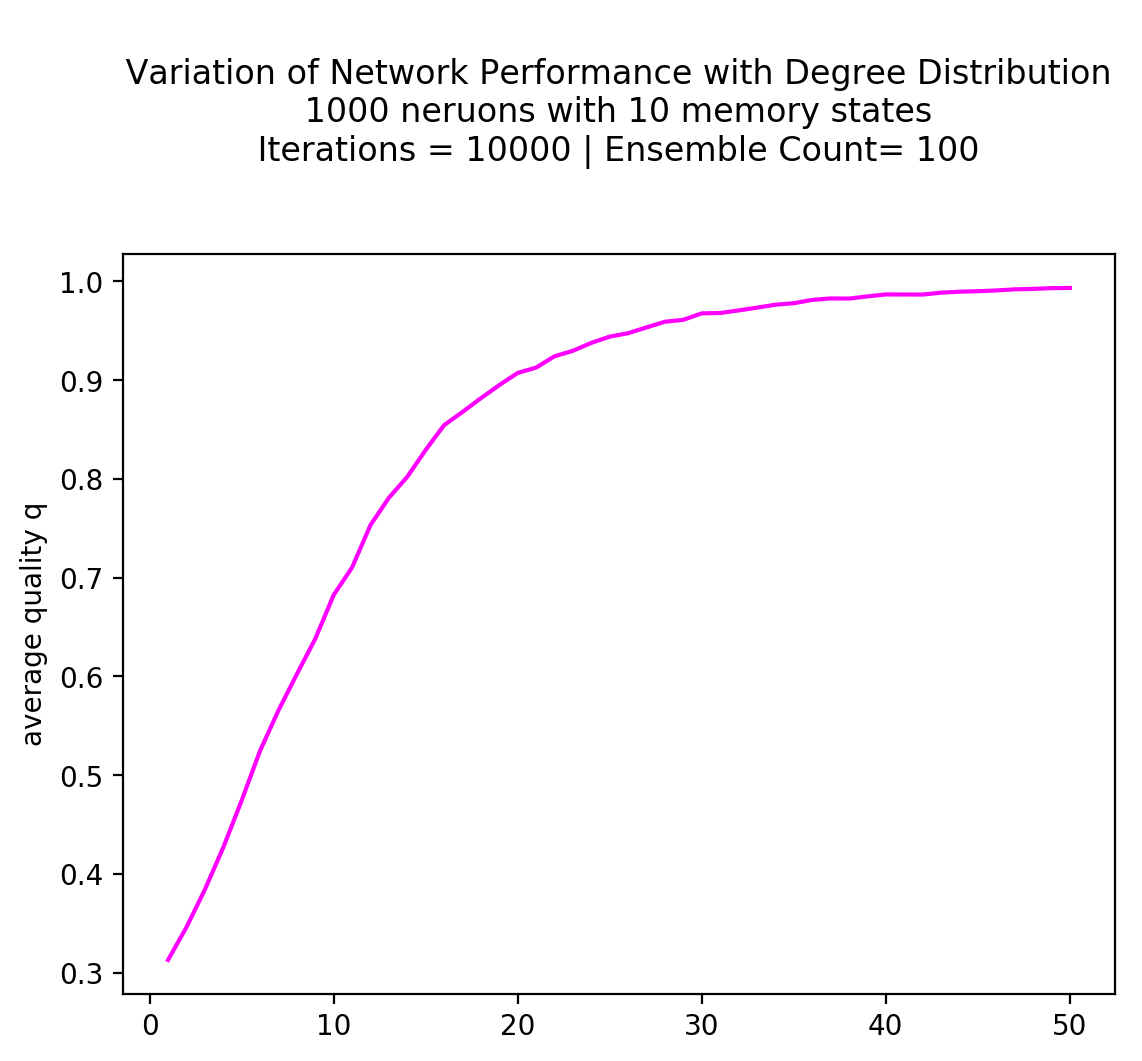 Variation of Network Performance with Degree Distribution
1000 neruons with 10 memory states
Iterations = 10000 | Ensemble Count= 100
average quality q
1.0
0.9
0.8
0.7
0.6
0.5
0.4
0.3
0 10 20 30 40 50